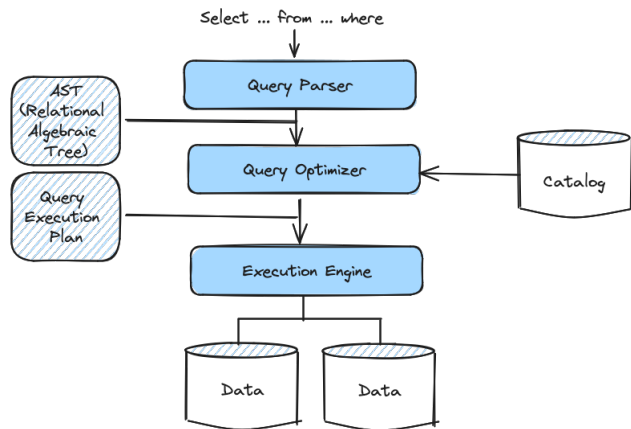 Select ... from ... where
Query Parser
AST
(Relational
Algebraic
Tree)
Query Optimizer
Catalog
Query
Execution
Plan
Execution Engine
Data
Data